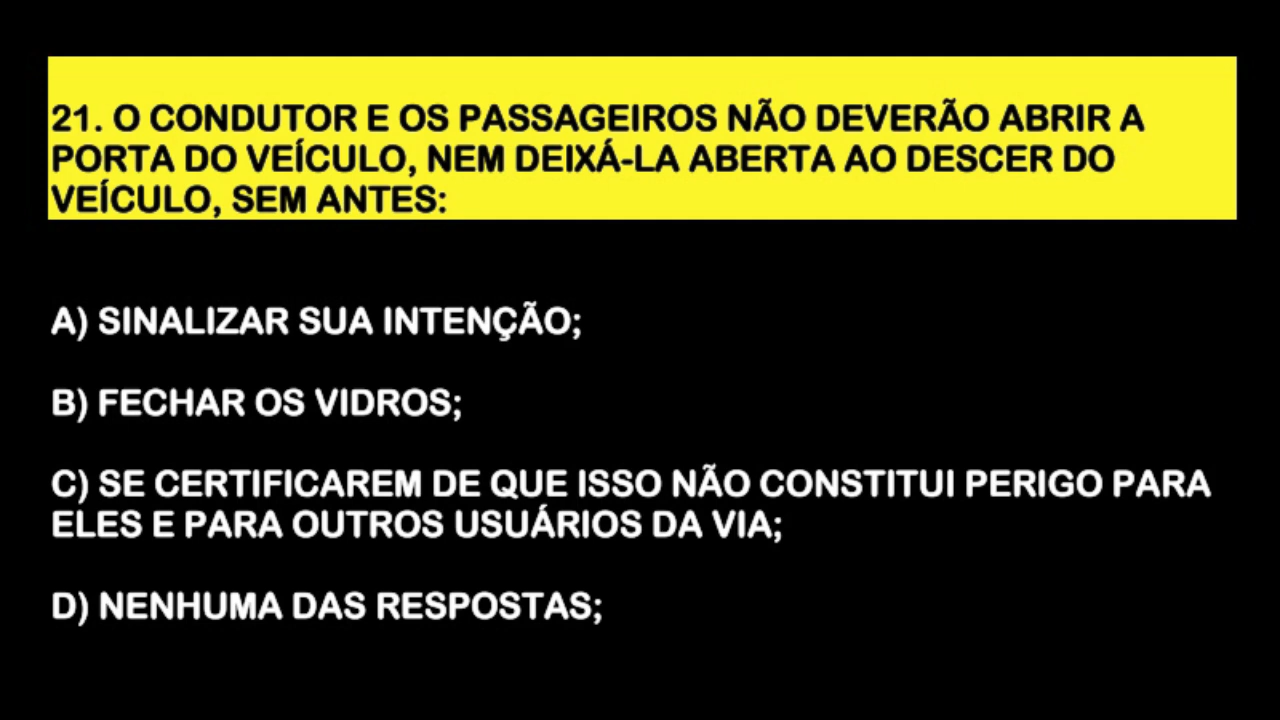 21. O CONDUTOR E OS PASSAGEIROS NÃO DEVERÃO ABRIR A
PORTA DO VEÍCULO, NEM DEIXÁ-LA ABERTA AO DESCER DO
VEÍCULO, SEM ANTES:
A) SINALIZAR SUA INTENÇÃO;
B) FECHAR OS VIDROS;
C) SE CERTIFICAREM DE QUE ISSO NÃO CONSTITUI PERIGO PARA
ELES E PARA OUTROS USUÁRIOS DA VIA;
D) NENHUMA DAS RESPOSTAS;